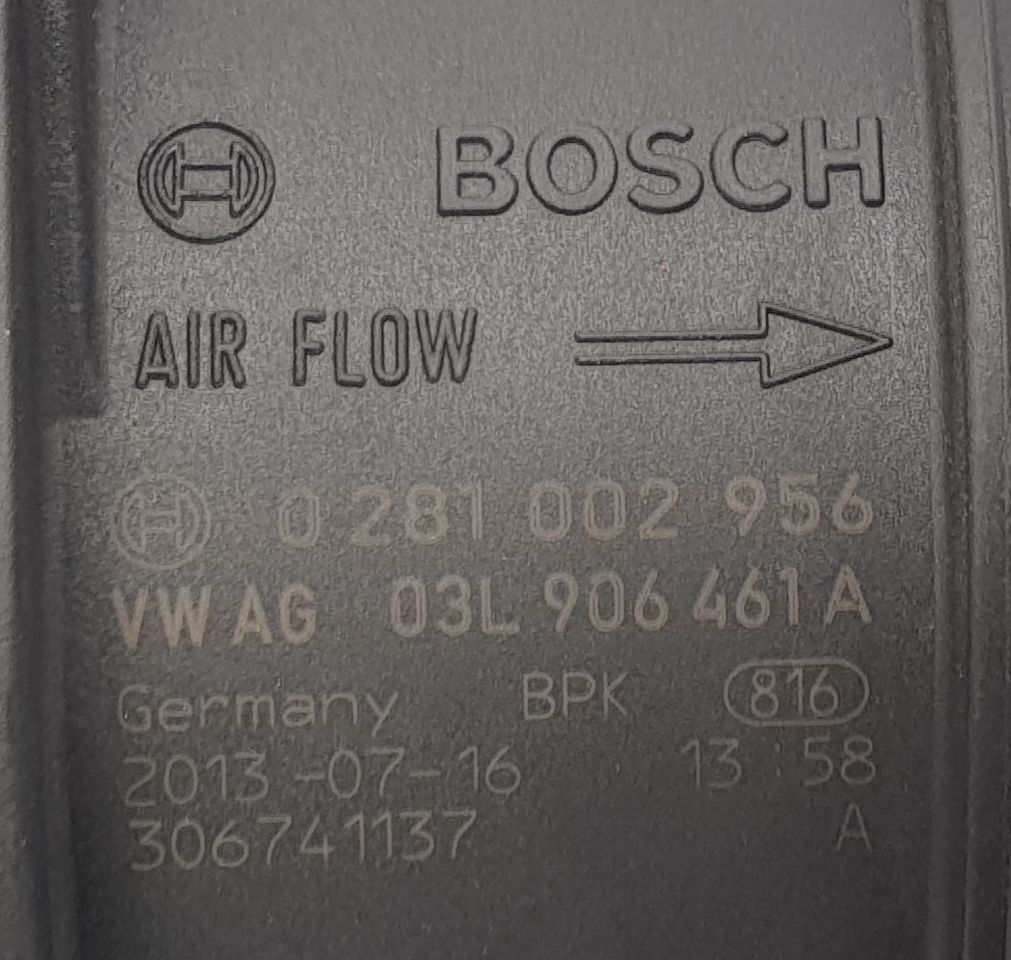 BOSCH
AIR FLOW
0 281 002 956
VW AG 03L 906 461 A
Germany BPK 816
2013-07-16 13:58
306741137 A